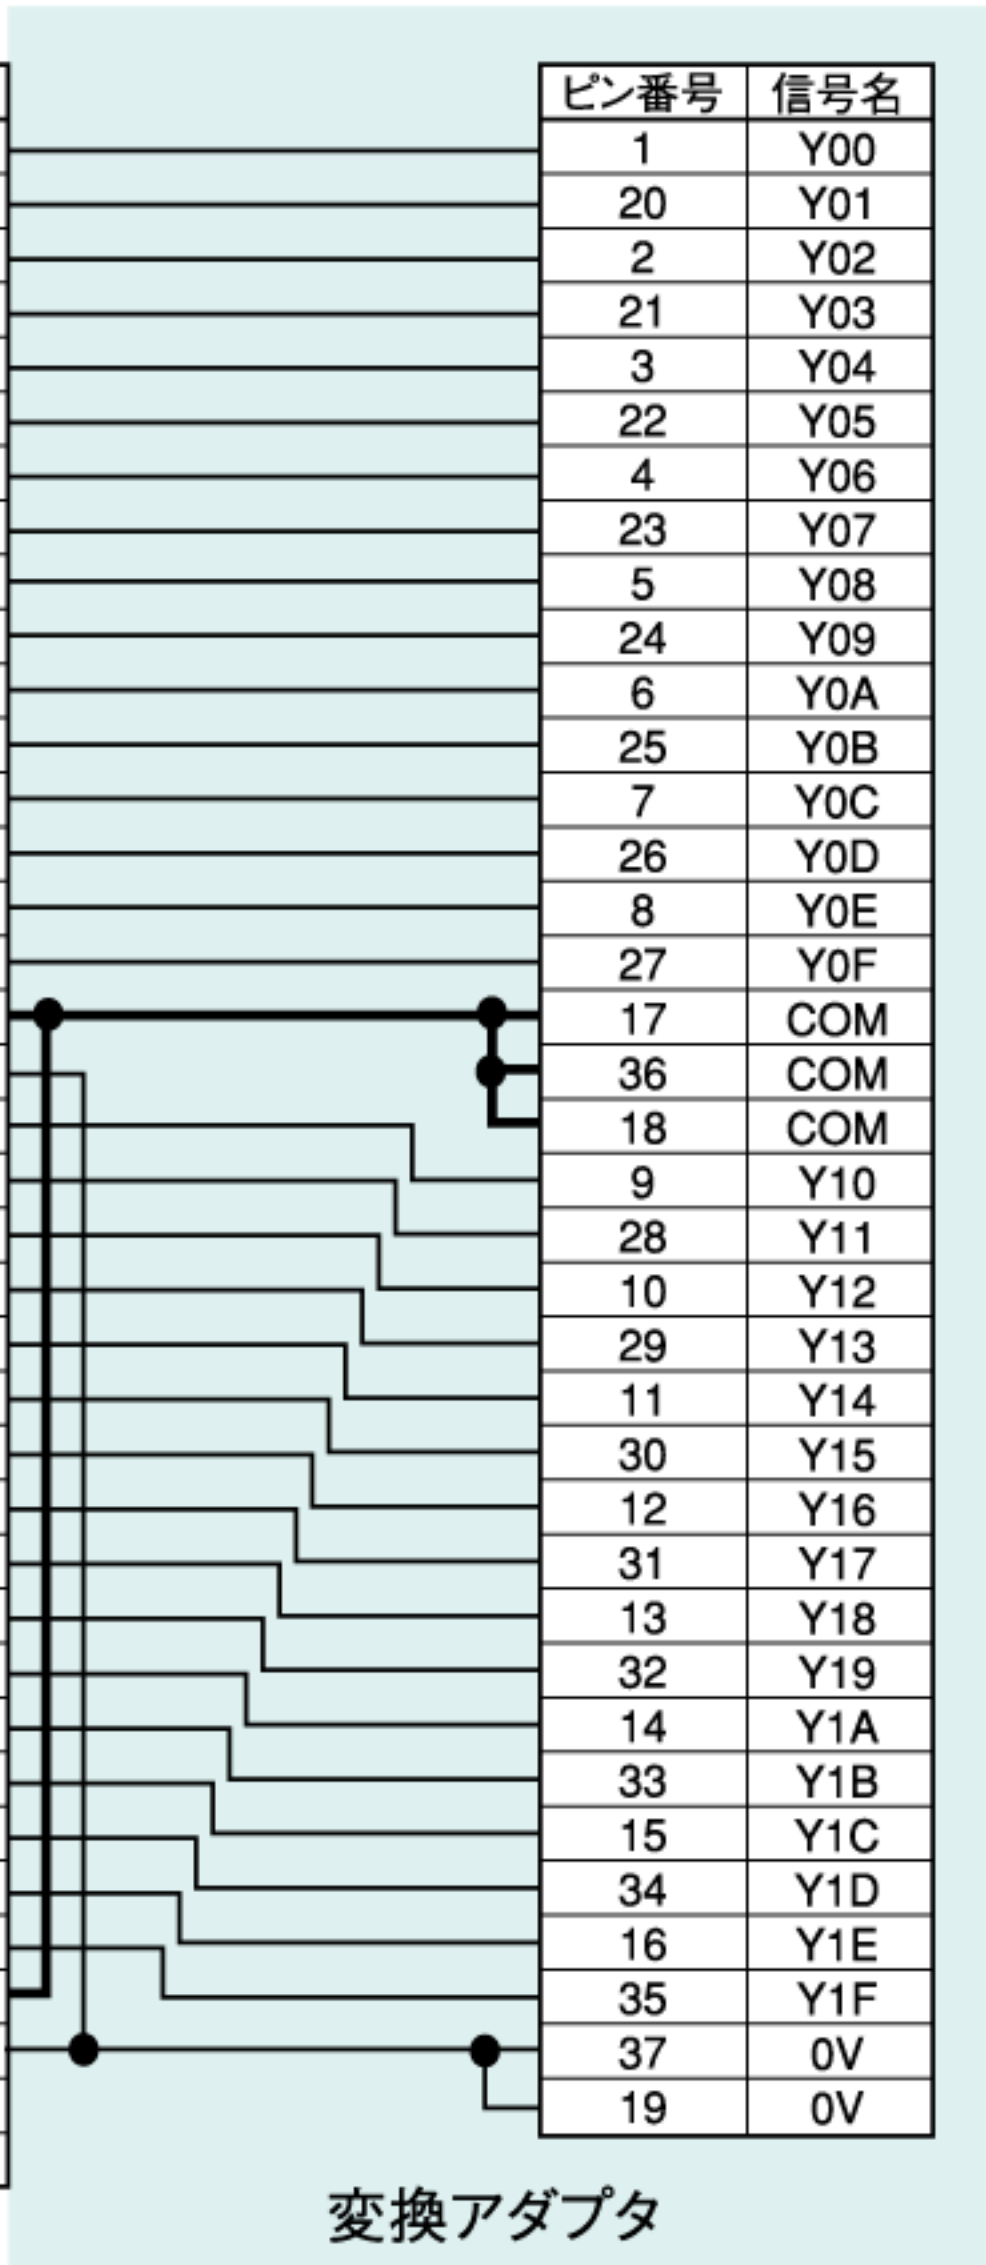 ピン番号 信号名
1 Y00
20 Y01
2 Y02
21 Y03
3 Y04
22 Y05
4 Y06
23 Y07
5 Y08
24 Y09
6 Y0A
25 Y0B
7 Y0C
26 Y0D
8 Y0E
27 Y0F
17 COM
36 COM
18 COM
9 Y10
28 Y11
10 Y12
29 Y13
11 Y14
30 Y15
12 Y16
31 Y17
13 Y18
32 Y19
14 Y1A
33 Y1B
15 Y1C
34 Y1D
16 Y1E
35 Y1F
37 0V
19 0V
変換アダプタ